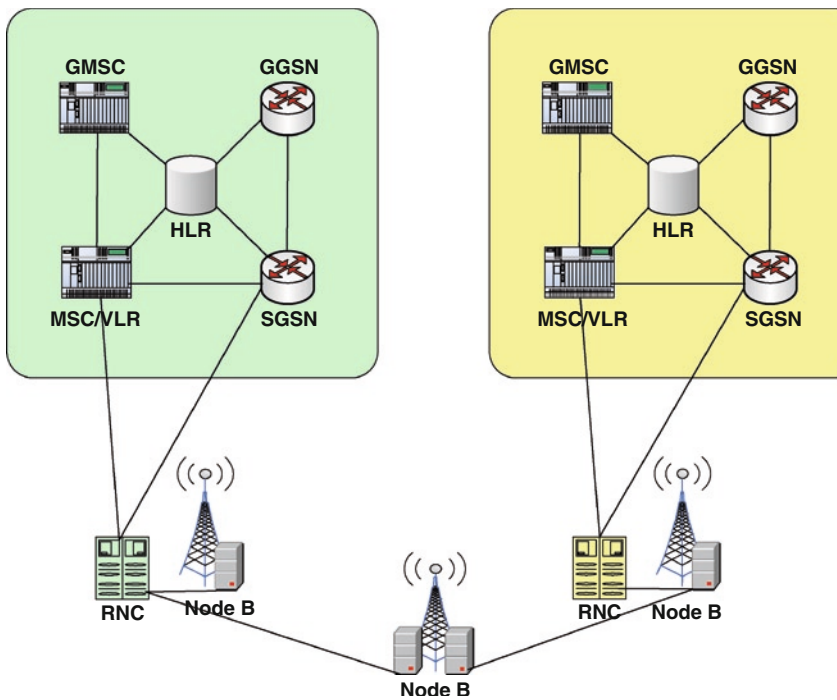 GMSC
GGSN
GMSC
GGSN
HLR
HLR
MSC/VLR
SGSN
MSC/VLR
SGSN
RNC
Node B
RNC
Node B
Node B